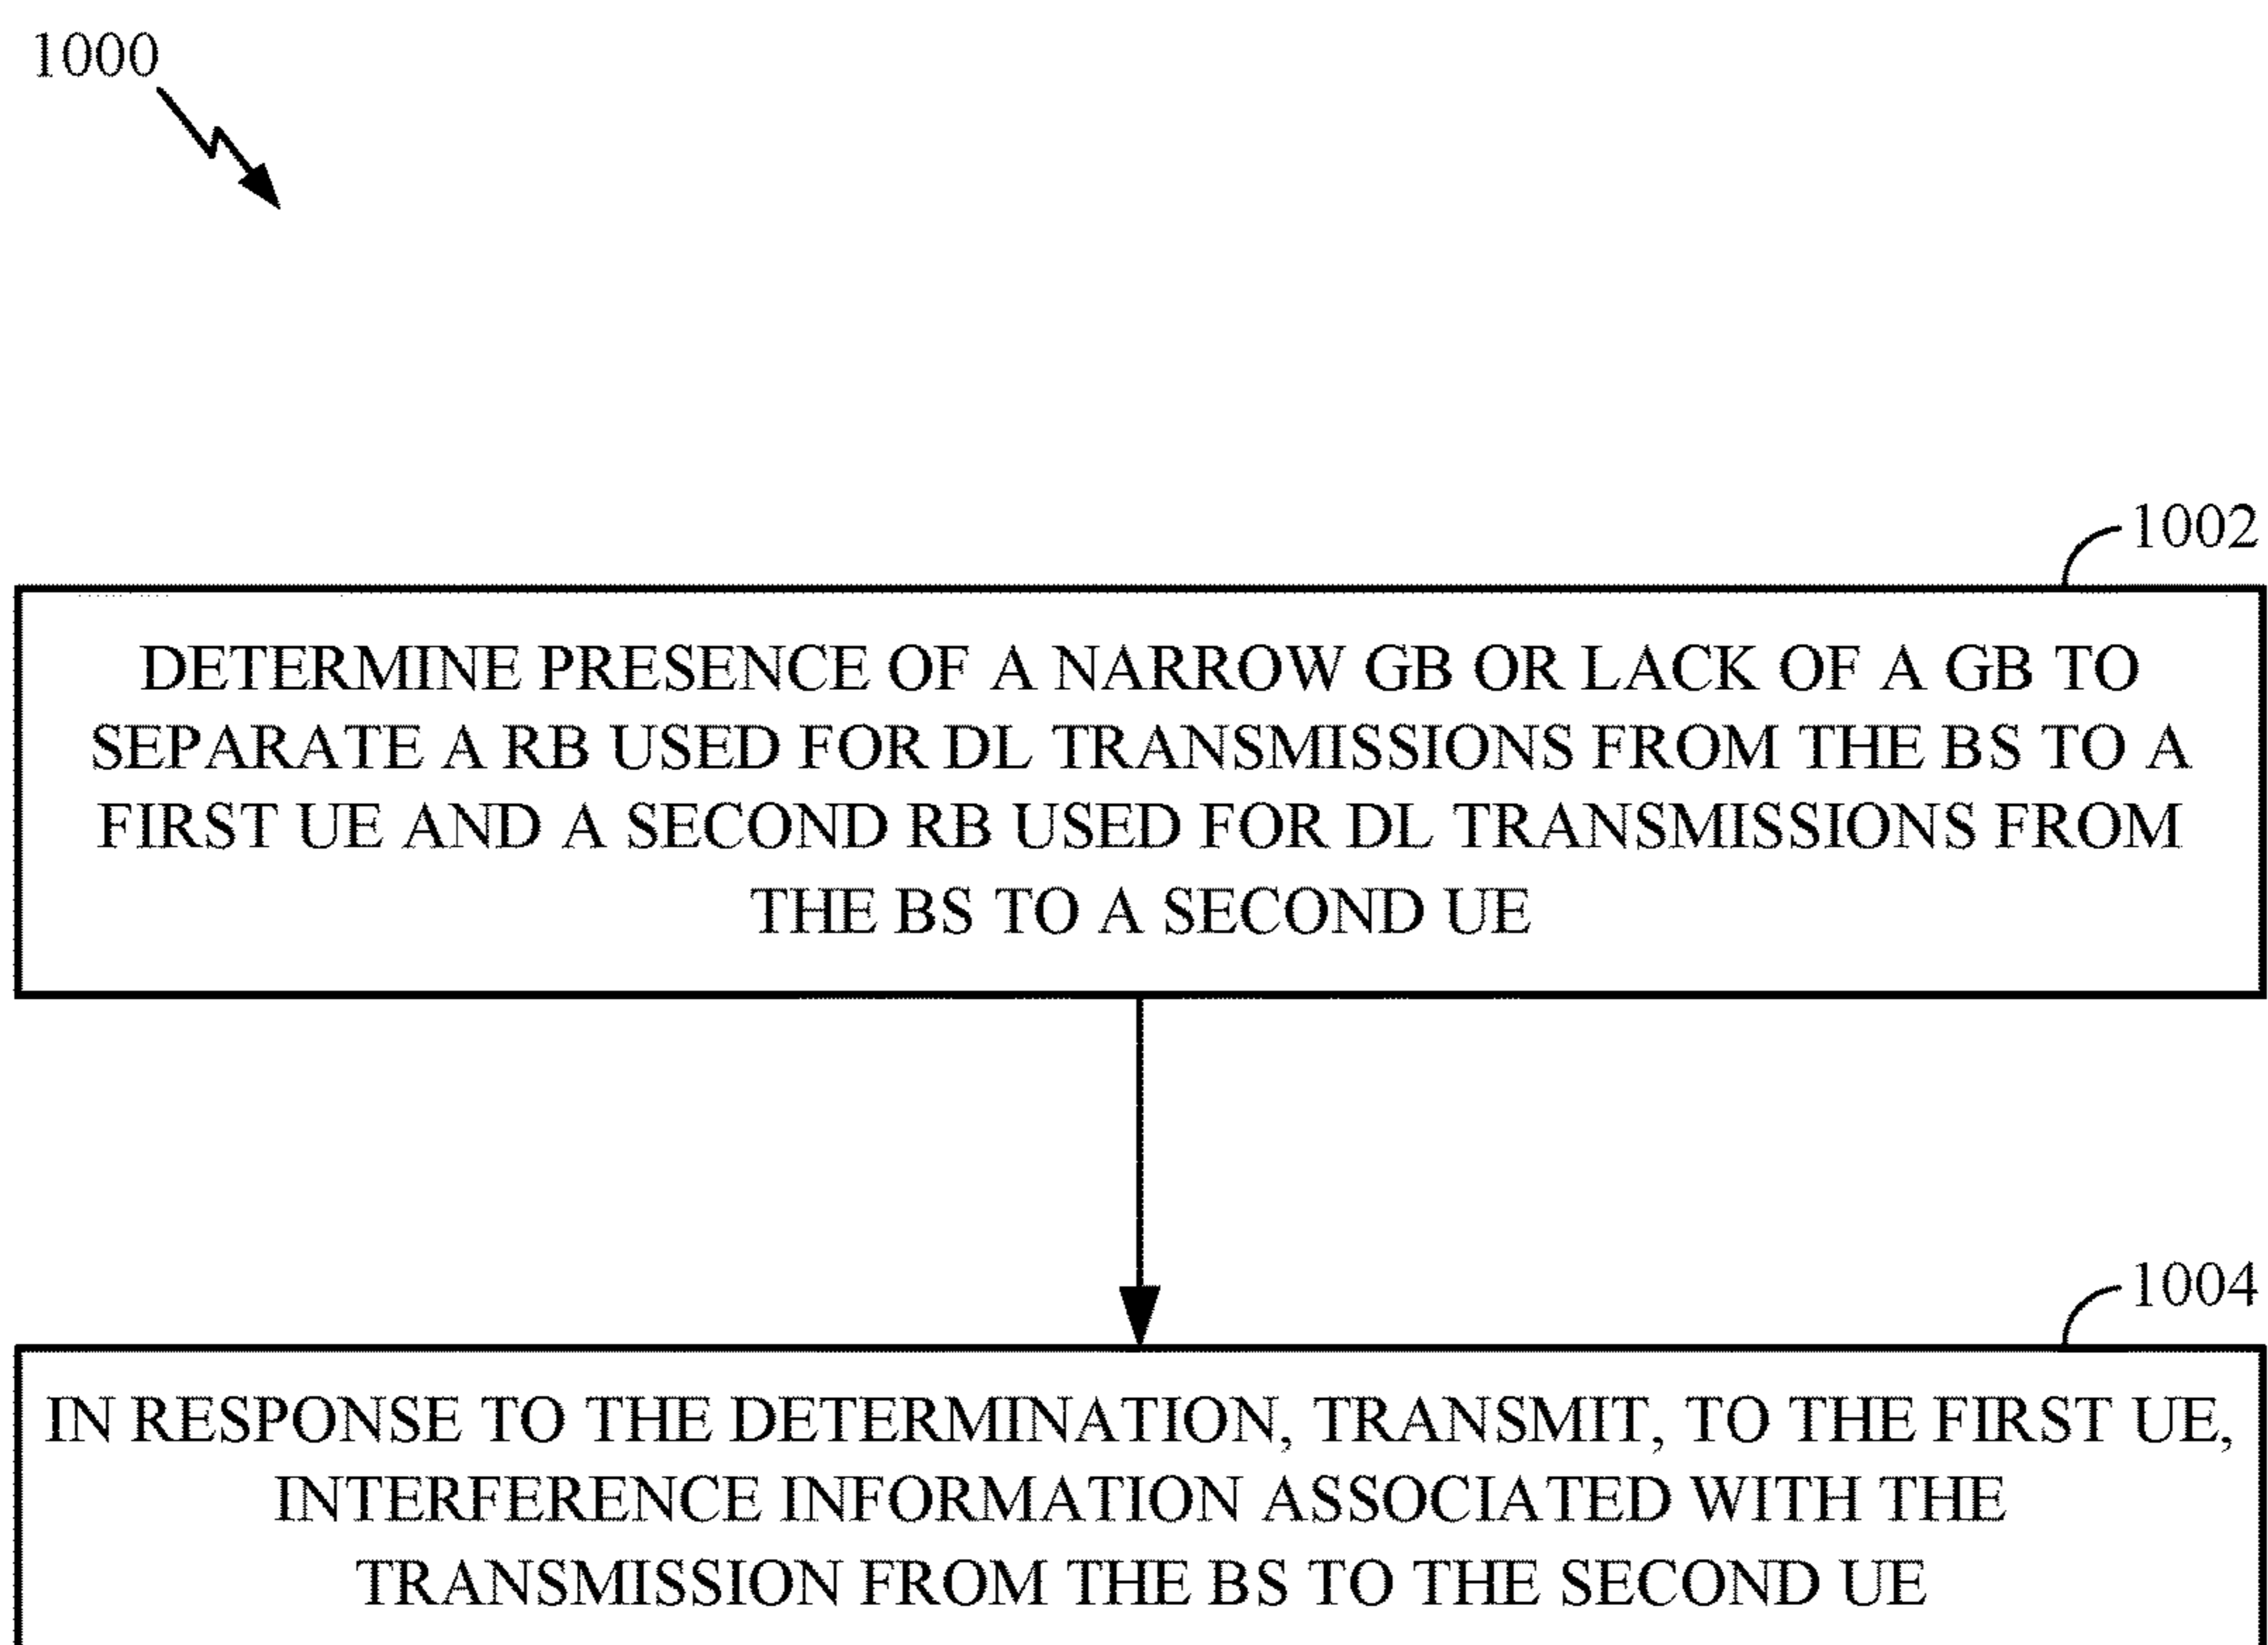 1000
1002
DETERMINE PRESENCE OF A NARROW GB OR LACK OF A GB TO
SEPARATE A RB USED FOR DL TRANSMISSIONS FROM THE BS TO A
FIRST UE AND A SECOND RB USED FOR DL TRANSMISSIONS FROM
THE BS TO A SECOND UE
1004
IN RESPONSE TO THE DETERMINATION, TRANSMIT, TO THE FIRST UE,
INTERFERENCE INFORMATION ASSOCIATED WITH THE
TRANSMISSION FROM THE BS TO THE SECOND UE